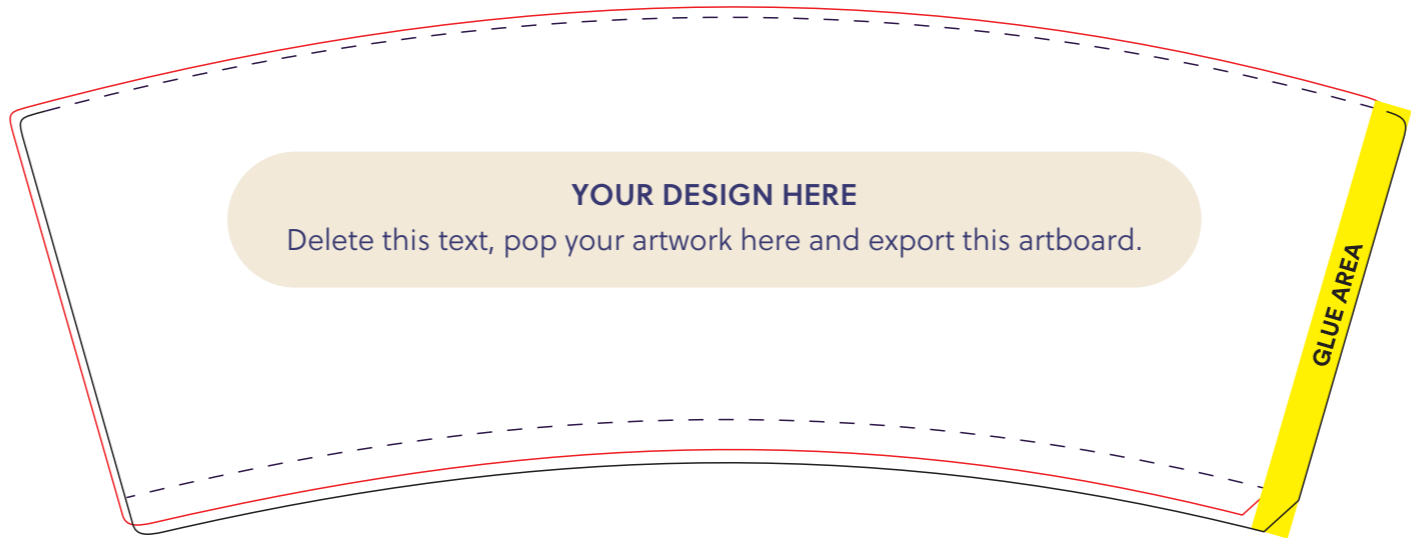 YOUR DESIGN HERE
Delete this text, pop your artwork here and export this artboard.
GLUE AREA